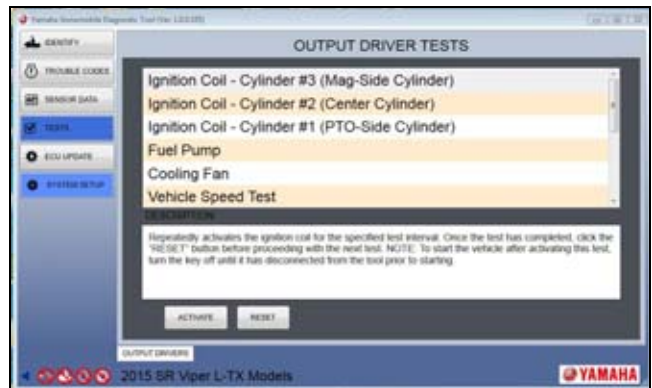 Yamaha Snowmobile Diagnostic Tool (Ver.
IDENTIFY
TROUBLE CODES
SENSOR DATA
TESTS
ECU UPDATE
SYSTEM SETUP
OUTPUT DRIVER TESTS
Ignition Coil - Cylinder #3 (Mag-Side Cylinder)
Ignition Coil - Cylinder #2 (Center Cylinder)
Ignition Coil - Cylinder #1 (PTO-Side Cylinder)
Fuel Pump
Cooling Fan
Vehicle Speed Test
DESCRIPTION
Repeatedly activates the ignition coil for the specified test interval. Once the test has completed, click the
"RESET" button before proceeding with the next test. NOTE: To start the vehicle after activating this test,
turn the key off until it has disconnected from the tool prior to starting.
ACTIVATE
RESET
OUTPUT DRIVERS
2015 SR Viper L-TX Models
YAMAHA